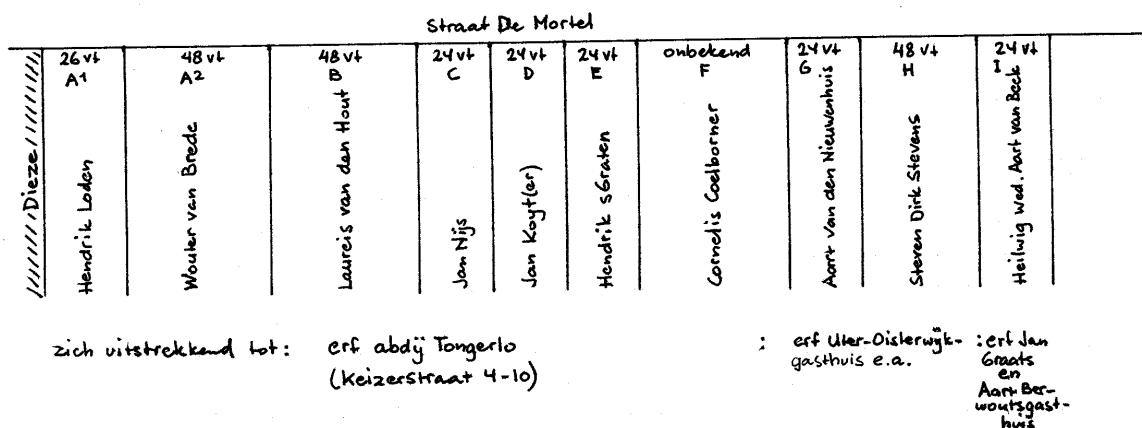 Straat De Mortel
26 vt 48 vt 48 vt 24 vt 24 vt 24 vt onbekend 24 vt 48 vt 24 vt
A1 A2 B C D E F G H I
Dieze
Hendrik Loden
Wouter van Brede
Laureis van den Hout
Jan Nijs
Jan Koyt(er)
Hendrik sGraten
Cornelis Coelborner
Aart van den Nieuwenhuis
Steven Dirk Stevens
Heilwig wed. Aart van Beck
zich uitstrekkend tot: erf abdij Tongerlo
(Keizerstraat 4-10)
: erf Uter-Oisterwijk-
gasthuis e.a.
: erf Jan
Graats
en
Aart Ber-
woutsgast-
huis